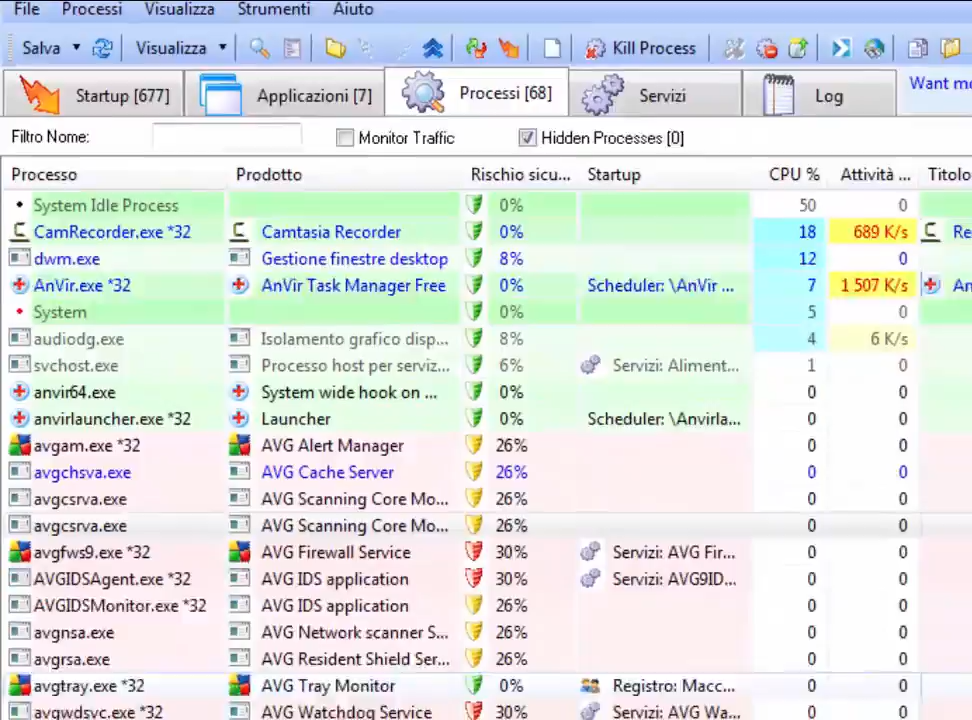 File Processi Visualizza Strumenti Aiuto
Salva Visualizza Kill Process
Startup [677] Applicazioni [7] Processi [68] Servizi Log Want mo
Filtro Nome: Monitor Traffic Hidden Processes [0]
Processo Prodotto Rischio sicu... Startup CPU % Attività ... Titolo
System Idle Process 0% 50 0
CamRecorder.exe *32 Camtasia Recorder 0% 18 689 K/s Re
dwm.exe Gestione finestre desktop 8% 12 0
AnVir.exe *32 AnVir Task Manager Free 0% Scheduler: \AnVir ... 7 1 507 K/s An
System 0% 5 0
audiodg.exe Isolamento grafico disp... 8% 4 6 K/s
svchost.exe Processo host per serviz... 6% Servizi: Aliment... 1 0
anvir64.exe System wide hook on ... 0% 0 0
anvirlauncher.exe *32 Launcher 0% Scheduler: \Anvirla... 0 0
avgam.exe *32 AVG Alert Manager 26% 0 0
avgchsva.exe AVG Cache Server 26% 0 0
avgcsrva.exe AVG Scanning Core Mo... 26% 0 0
avgcsrva.exe AVG Scanning Core Mo... 26% 0 0
avgfws9.exe *32 AVG Firewall Service 30% Servizi: AVG Fir... 0 0
AVGIDSAgent.exe *32 AVG IDS application 30% Servizi: AVG9ID... 0 0
AVGIDSMonitor.exe *32 AVG IDS application 26% 0 0
avgnsa.exe AVG Network scanner S... 26% 0 0
avgrsa.exe AVG Resident Shield Ser... 26% 0 0
avgtray.exe *32 AVG Tray Monitor 0% Registro: Macc... 0 0
avgwdsvc.exe *32 AVG Watchdog Service 30% Servizi: AVG Wa... 0 0